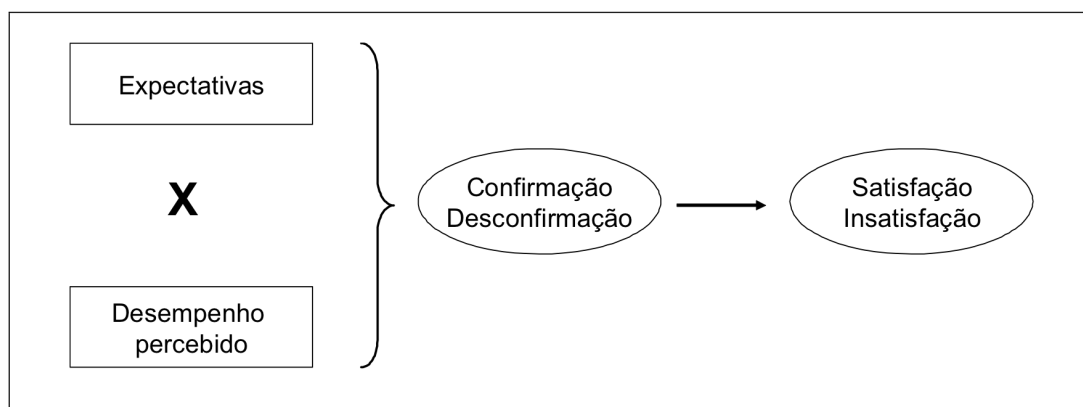 Expectativas
X
Desempenho
percebido
Confirmação
Desconfirmação
Satisfação
Insatisfação